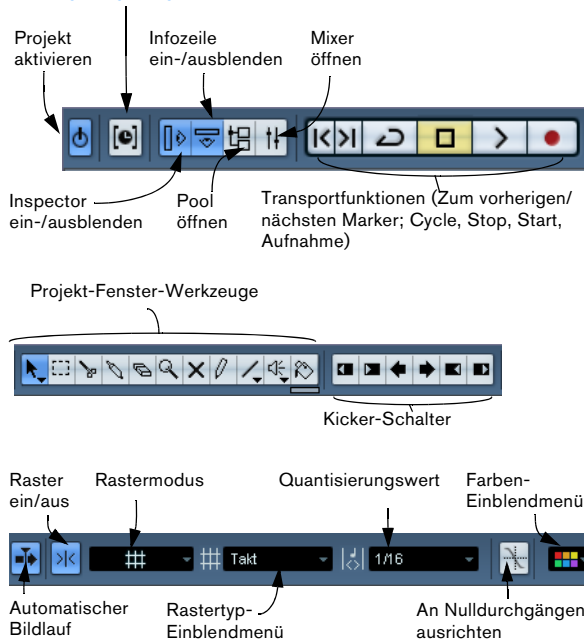 Projekt
aktivieren
Infozeile
ein-/ausblenden
Mixer
öffnen
Inspector
ein-/ausblenden
Pool
öffnen
Transportfunktionen (Zum vorherigen/
nächsten Marker; Cycle, Stop, Start,
Aufnahme)
Projekt-Fenster-Werkzeuge
Kicker-Schalter
Raster
ein/aus
Rastermodus
Quantisierungswert
Farben-
Einblendmenü
Takt
1/16
Automatischer
Bildlauf
Rastertyp-
Einblendmenü
An Nulldurchgängen
ausrichten